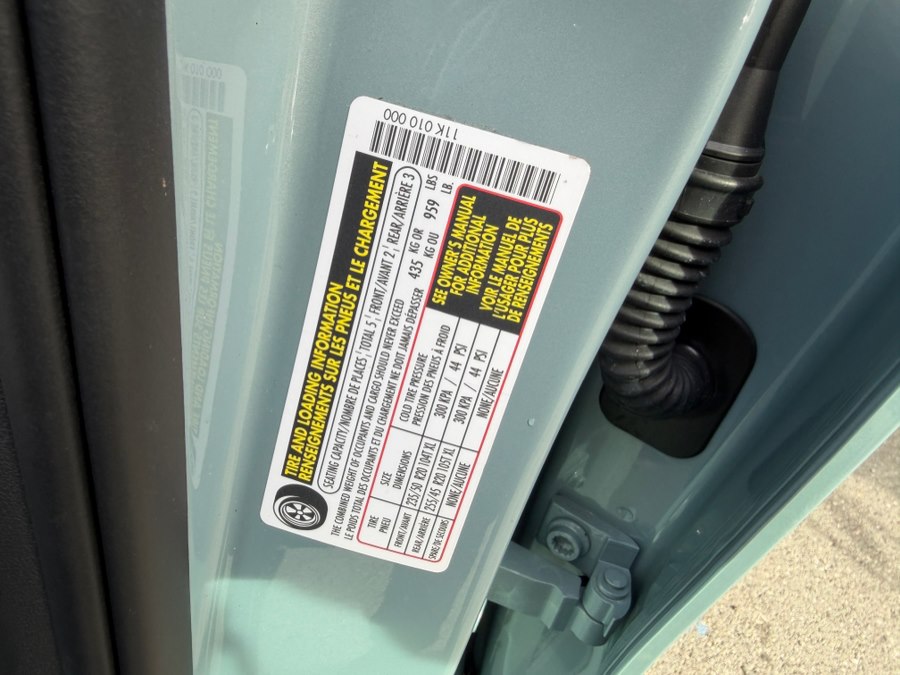 11K 010 000
TIRE AND LOADING INFORMATION
RENSEIGNEMENTS SUR LES PNEUS ET LE CHARGEMENT
SEATING CAPACITY/NOMBRE DE PLACES¦TOTAL 5¦FRONT/AVANT 2¦REAR/ARRIÈRE 3
THE COMBINED WEIGHT OF OCCUPANTS AND CARGO SHOULD NEVER EXCEED 435 KG OR 959 LBS
LE POIDS TOTAL DES OCCUPANTS ET DU CHARGEMENT NE DOIT JAMAIS DÉPASSER KG OU LB.
TIRE SIZE COLD TIRE PRESSURE
PNEU DIMENSIONS PRESSION DES PNEUS À FROID
FRONT/AVANT 235/50 R20 104T XL 300 KPA / 44 PSI
REAR/ARRIÈRE 255/45 R20 105T XL 300 KPA / 44 PSI
SPARE/DE SECOURS NONE/AUCUNE NONE/AUCUNE
SEE OWNER'S MANUAL
FOR ADDITIONAL
INFORMATION
VOIR LE MANUEL DE
L'USAGER POUR PLUS
DE RENSEIGNEMENTS